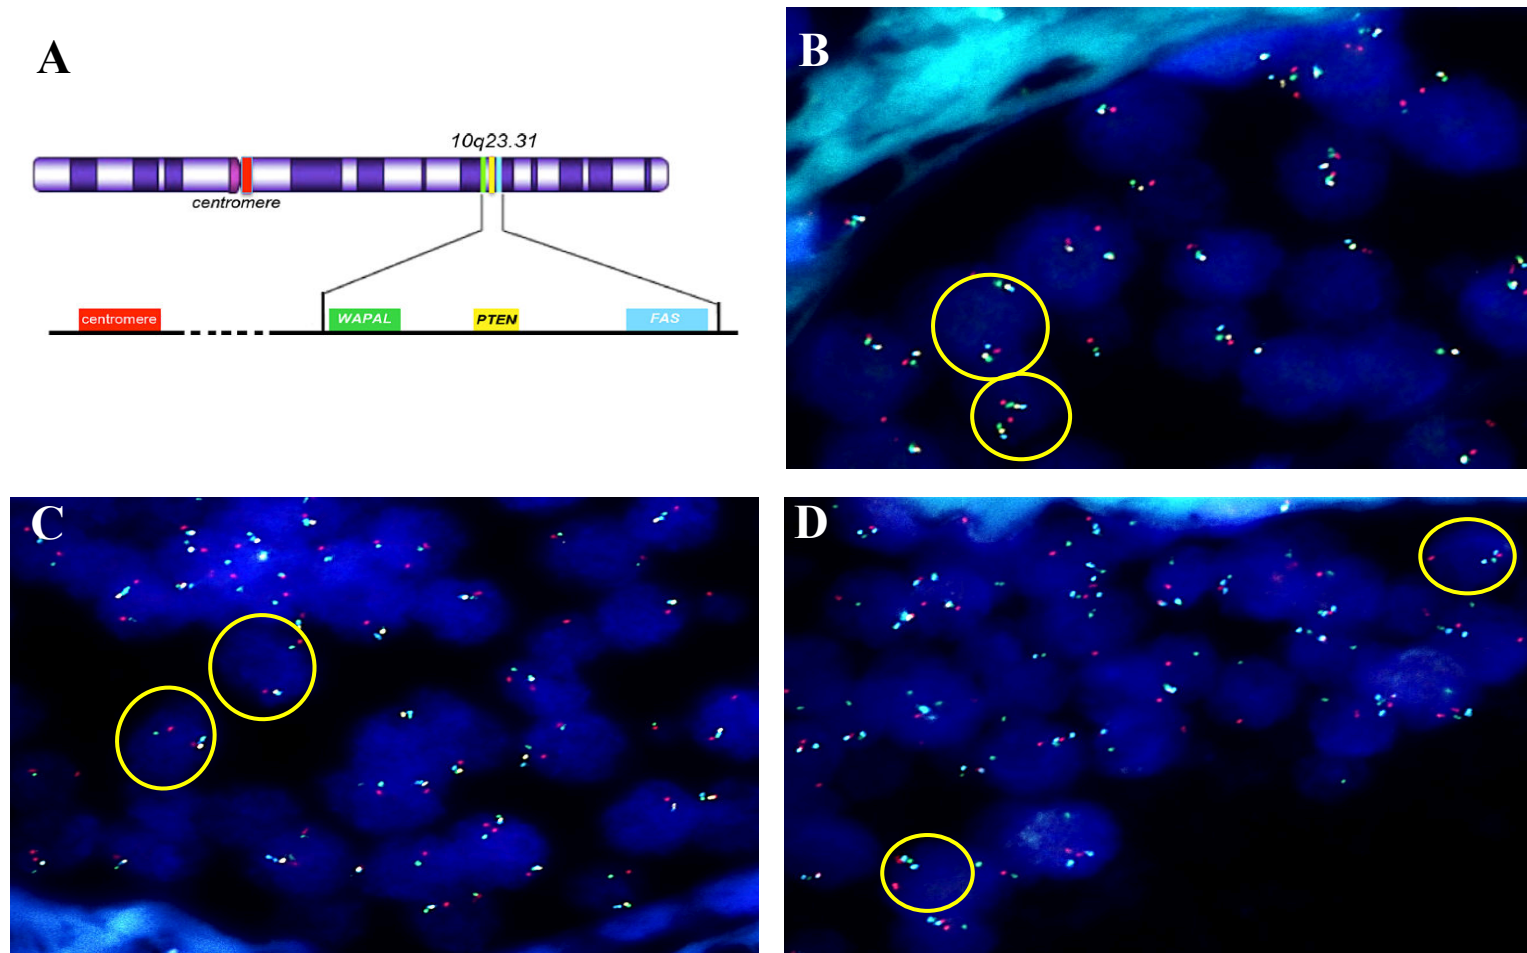 A
10q23.31
centromere
centromere
WAPAL
PTEN
FAS
B
C
D